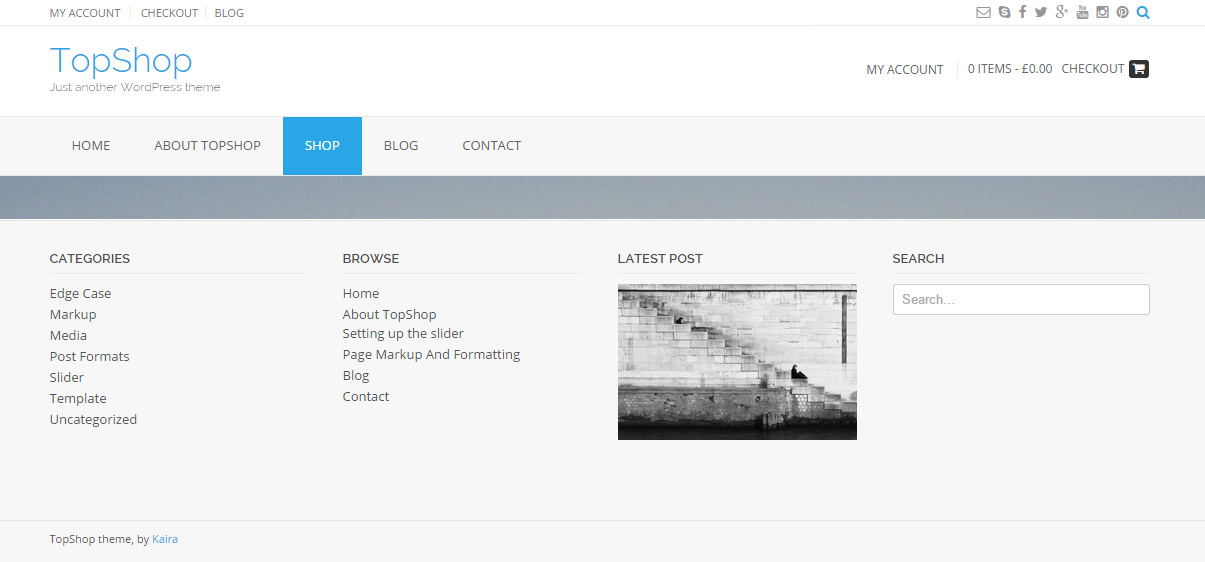 MY ACCOUNT CHECKOUT BLOG
TopShop
Just another WordPress theme
MY ACCOUNT 0 ITEMS - £0.00 CHECKOUT
HOME ABOUT TOPSHOP SHOP BLOG CONTACT
CATEGORIES
Edge Case
Markup
Media
Post Formats
Slider
Template
Uncategorized
BROWSE
Home
About TopShop
Setting up the slider
Page Markup And Formatting
Blog
Contact
LATEST POST
SEARCH
Search...
TopShop theme, by Kaira